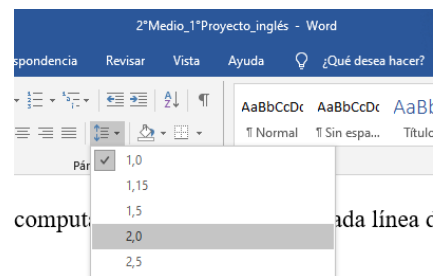 2°Medio_1°Proyecto_inglés - Word
spondencia Revisar Vista Ayuda ¿Qué desea hacer?
AaBbCcDc AaBbCcDc AaBb
¶ Normal ¶ Sin espa... Título
Pár
1,0
1,15
1,5
computa ada línea d
2,0
2,5